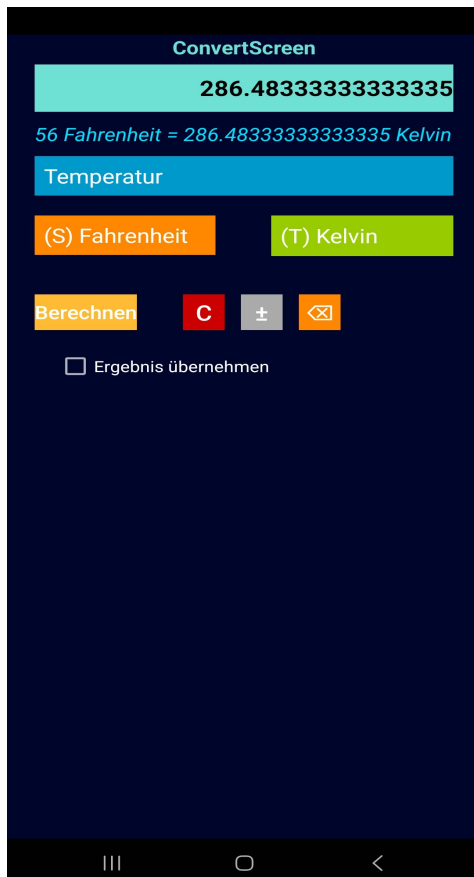 ConvertScreen
286.48333333333335
56 Fahrenheit = 286.48333333333335 Kelvin
Temperatur
(S) Fahrenheit (T) Kelvin
Berechnen C ± ⌫
Ergebnis übernehmen